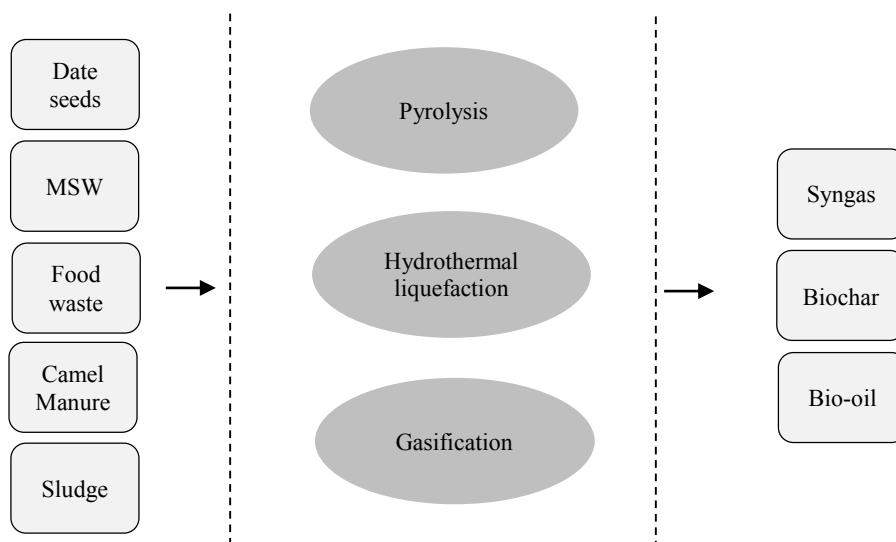 Date
seeds
MSW
Food
waste
Camel
Manure
Sludge
Pyrolysis
Hydrothermal
liquefaction
Gasification
Syngas
Biochar
Bio-oil